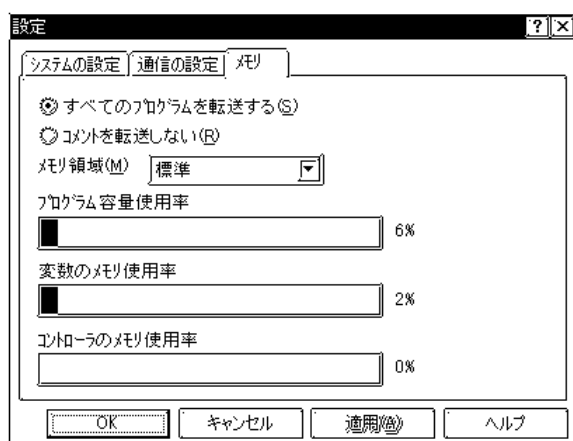 設定
システムの設定 通信の設定 メモリ
すべてのプログラムを転送する(S)
コメントを転送しない(R)
メモリ領域(M) 標準
プログラム容量使用率
6%
変数のメモリ使用率
2%
コントローラのメモリ使用率
0%
OK キャンセル 適用(A) ヘルプ